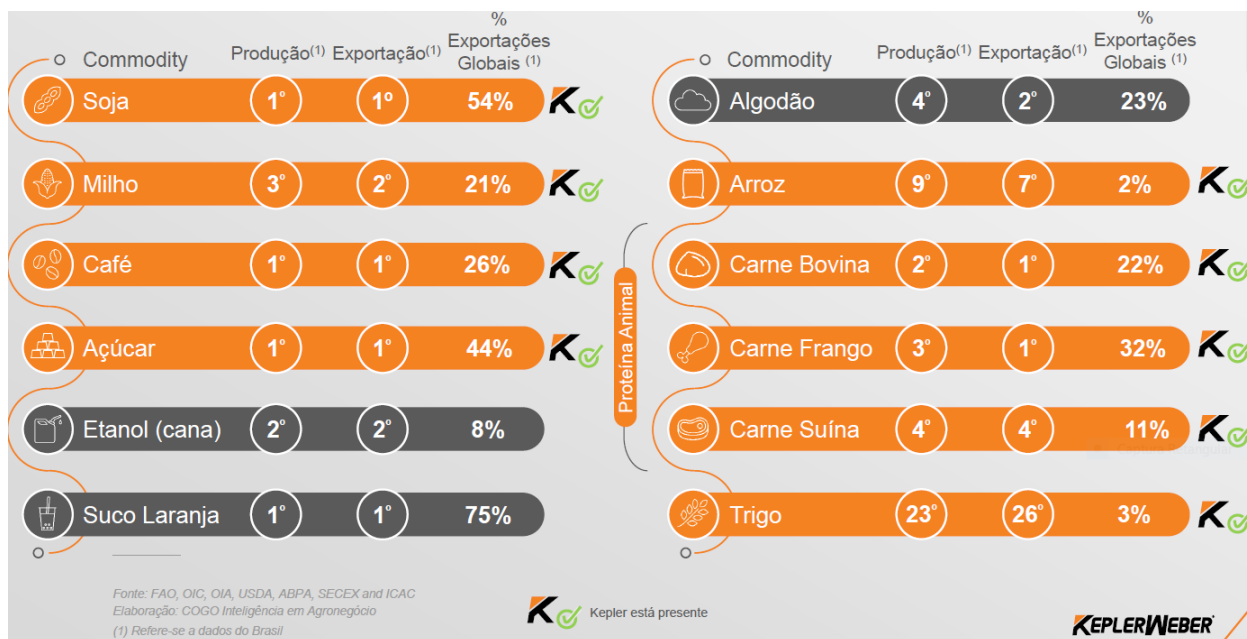 Commodity Produção(1) Exportação(1) % Exportações Globais (1)
Soja 1º 1º 54%
Milho 3º 2º 21%
Café 1º 1º 26%
Açúcar 1º 1º 44%
Etanol (cana) 2º 2º 8%
Suco Laranja 1º 1º 75%
Commodity Produção(1) Exportação(1) % Exportações Globais (1)
Algodão 4º 2º 23%
Arroz 9º 7º 2%
Proteína Animal
Carne Bovina 2º 1º 22%
Carne Frango 3º 1º 32%
Carne Suína 4º 4º 11%
Trigo 23º 26º 3%
Fonte: FAO, OIC, OIA, USDA, ABPA, SECEX and ICAC
Elaboração: COGO Inteligência em Agronegócio
(1) Refere-se a dados do Brasil
Kepler está presente
KEPLERWEBER